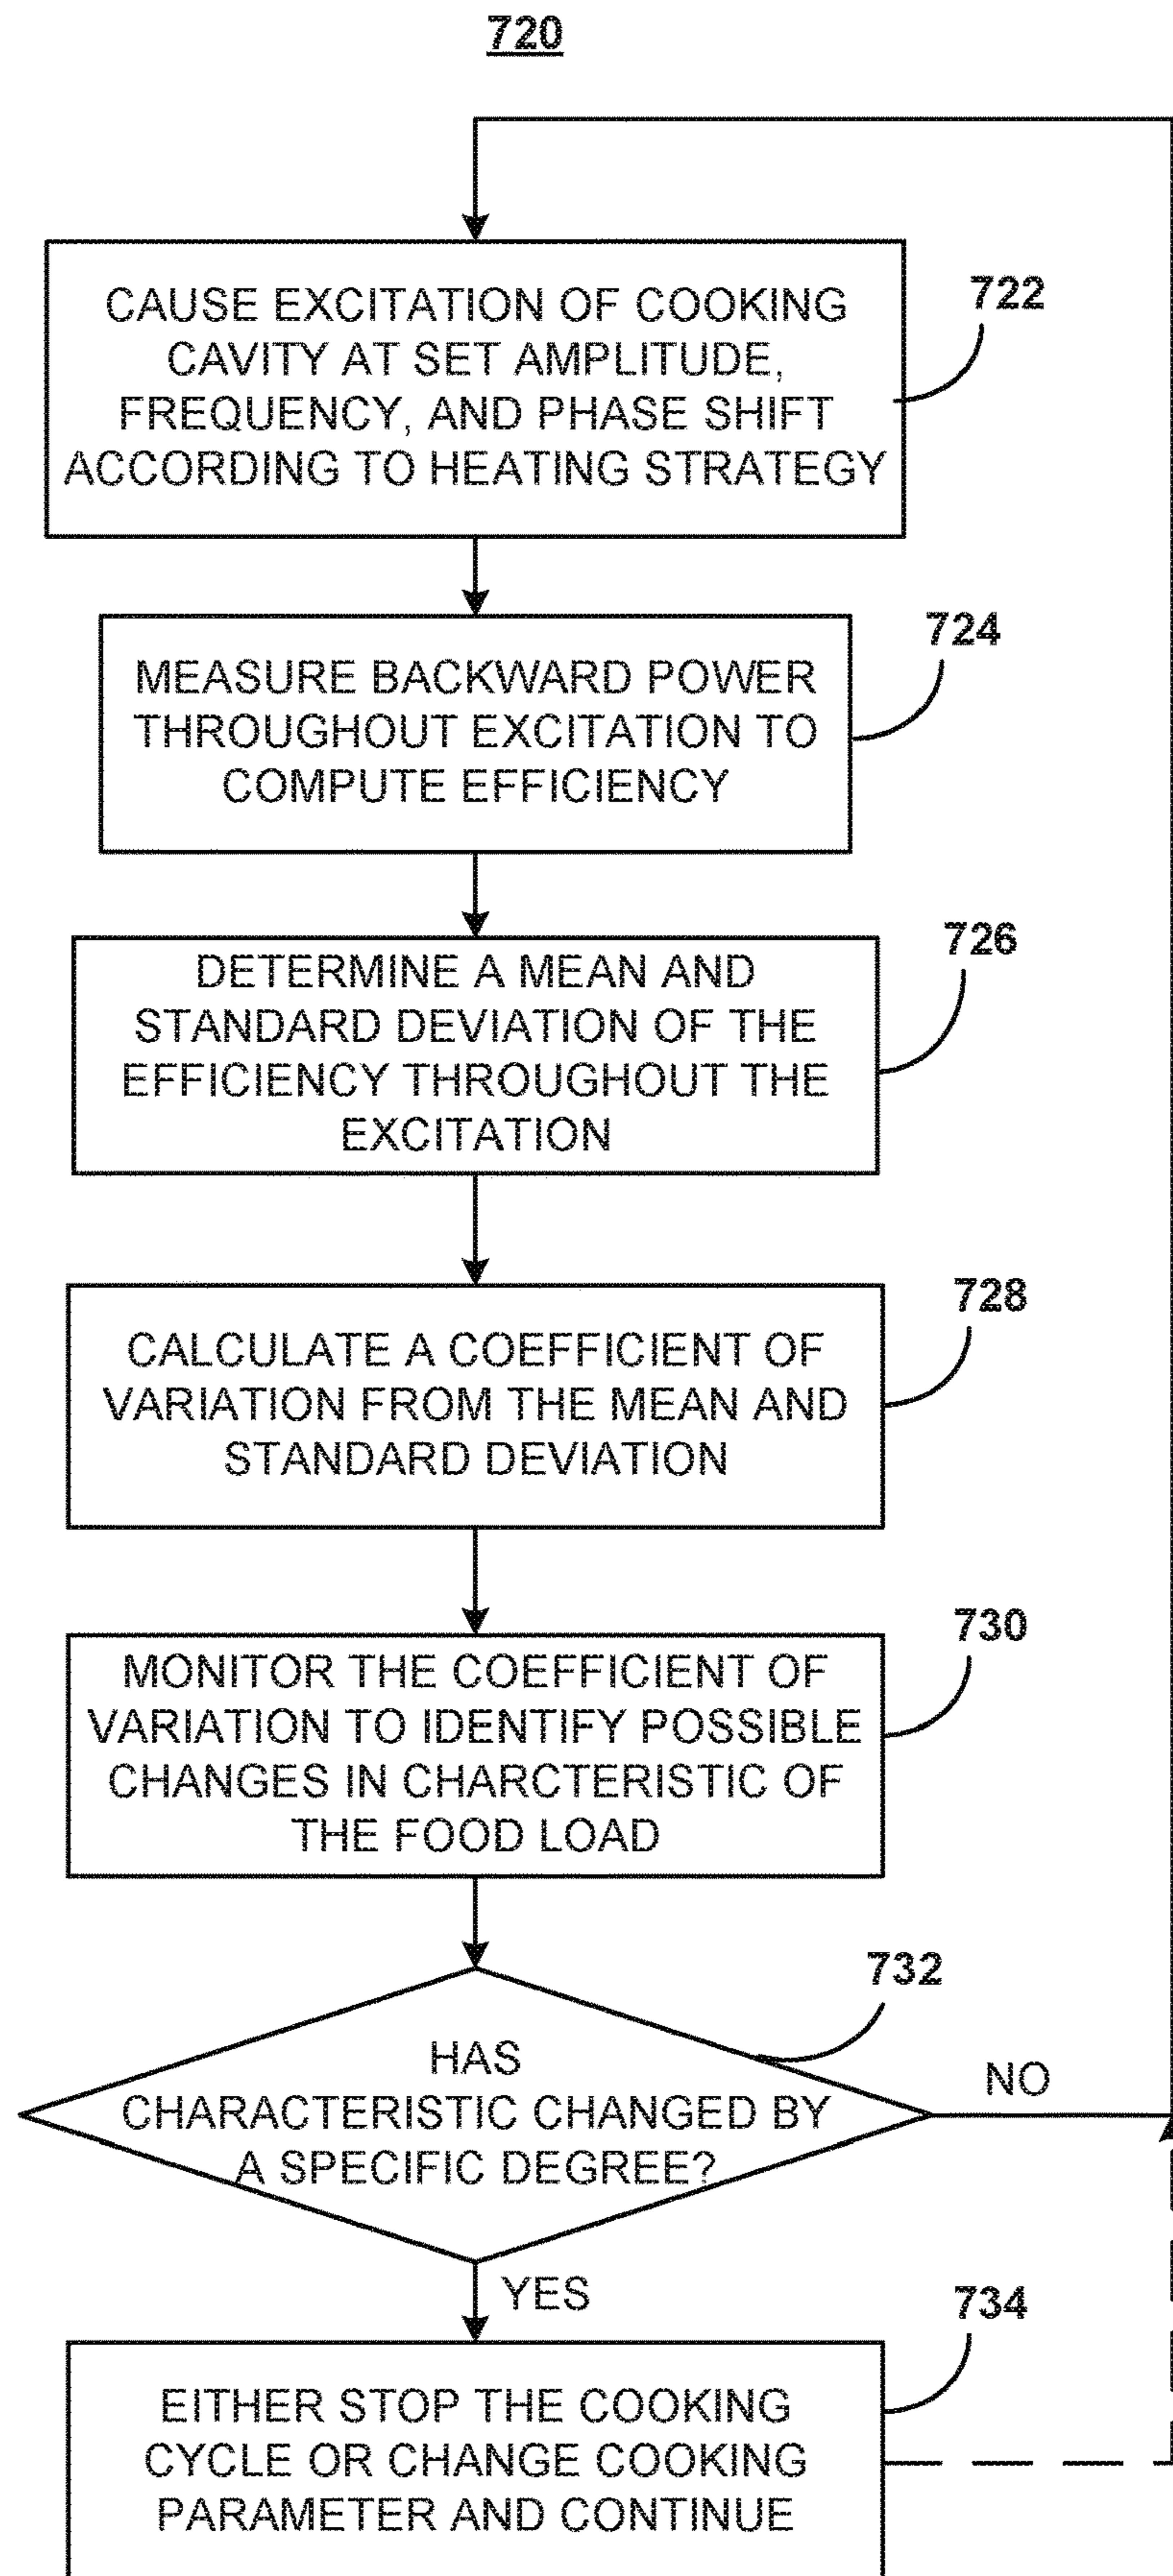 720
CAUSE EXCITATION OF COOKING
CAVITY AT SET AMPLITUDE,
FREQUENCY, AND PHASE SHIFT
ACCORDING TO HEATING STRATEGY
722
MEASURE BACKWARD POWER
THROUGHOUT EXCITATION TO
COMPUTE EFFICIENCY
724
DETERMINE A MEAN AND
STANDARD DEVIATION OF THE
EFFICIENCY THROUGHOUT THE
EXCITATION
726
CALCULATE A COEFFICIENT OF
VARIATION FROM THE MEAN AND
STANDARD DEVIATION
728
MONITOR THE COEFFICIENT OF
VARIATION TO IDENTIFY POSSIBLE
CHANGES IN CHARCTERISTIC OF
THE FOOD LOAD
730
HAS
CHARACTERISTIC CHANGED BY
A SPECIFIC DEGREE?
732
NO
YES
EITHER STOP THE COOKING
CYCLE OR CHANGE COOKING
PARAMETER AND CONTINUE
734